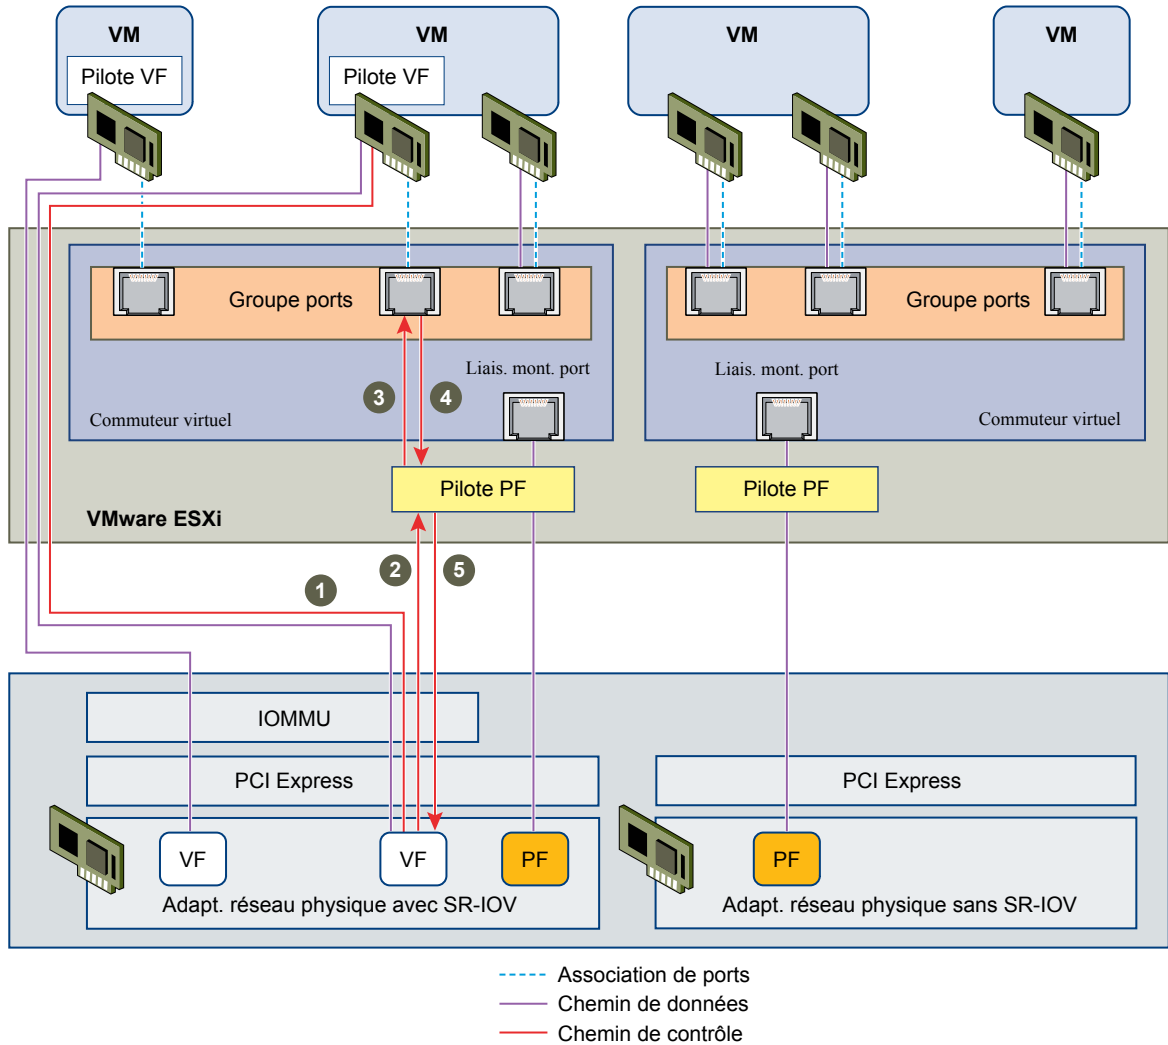 VM
VM
VM
VM
Pilote VF
Pilote VF
Groupe ports
Groupe ports
Liais. mont. port
Liais. mont. port
3
4
Commuteur virtuel
Commuteur virtuel
Pilote PF
Pilote PF
VMware ESXi
2
5
1
IOMMU
PCI Express
PCI Express
VF
VF
PF
PF
Adapt. réseau physique avec SR-IOV
Adapt. réseau physique sans SR-IOV
Association de ports
Chemin de données
Chemin de contrôle